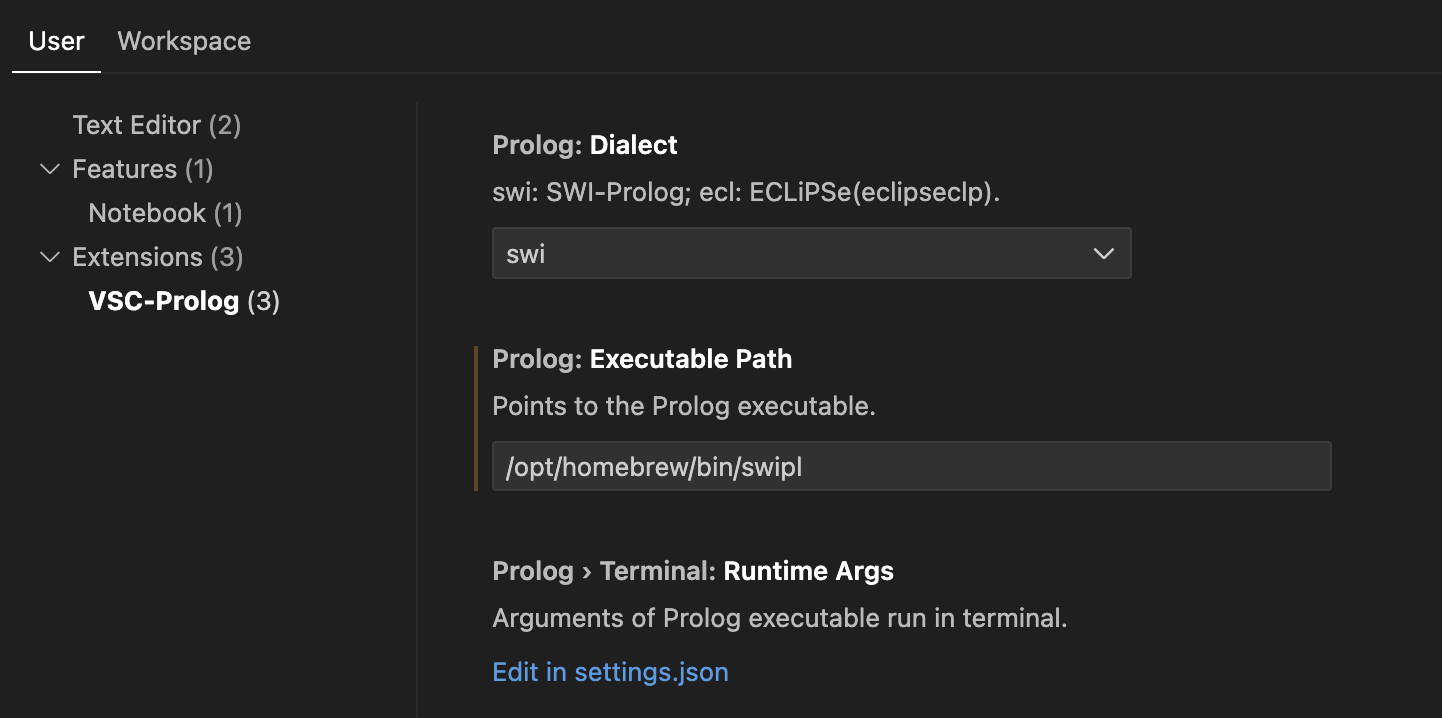 User Workspace
Text Editor (2)
Features (1)
Notebook (1)
Extensions (3)
VSC-Prolog (3)
Prolog: Dialect
swi: SWI-Prolog; ecl: ECLiPSe(eclipseclp).
swi
Prolog: Executable Path
Points to the Prolog executable.
/opt/homebrew/bin/swipl
Prolog › Terminal: Runtime Args
Arguments of Prolog executable run in terminal.
Edit in settings.json